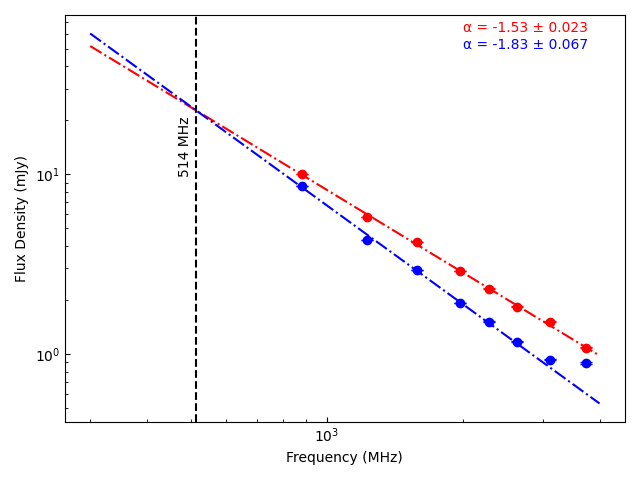 α = -1.53 ± 0.023
α = -1.83 ± 0.067
514 MHz
Flux Density (mJy)
10¹
10⁰
10³
Frequency (MHz)